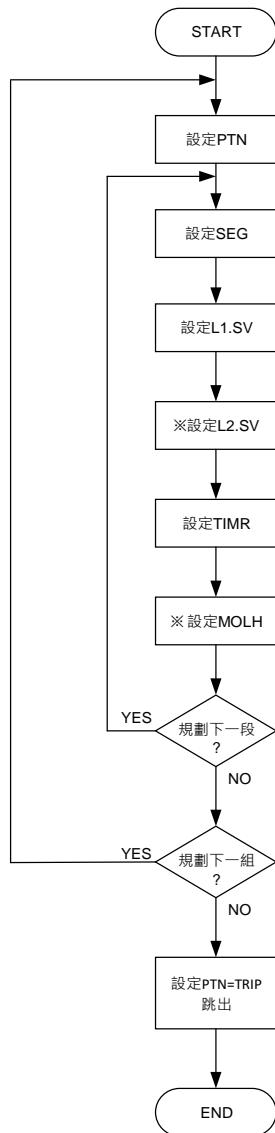 START
設定PTN
設定SEG
設定L1.SV
※設定L2.SV
設定TIMR
※設定MOLH
YES
規劃下一段
?
NO
YES
規劃下一組
?
NO
設定PTN=TRIP
跳出
END